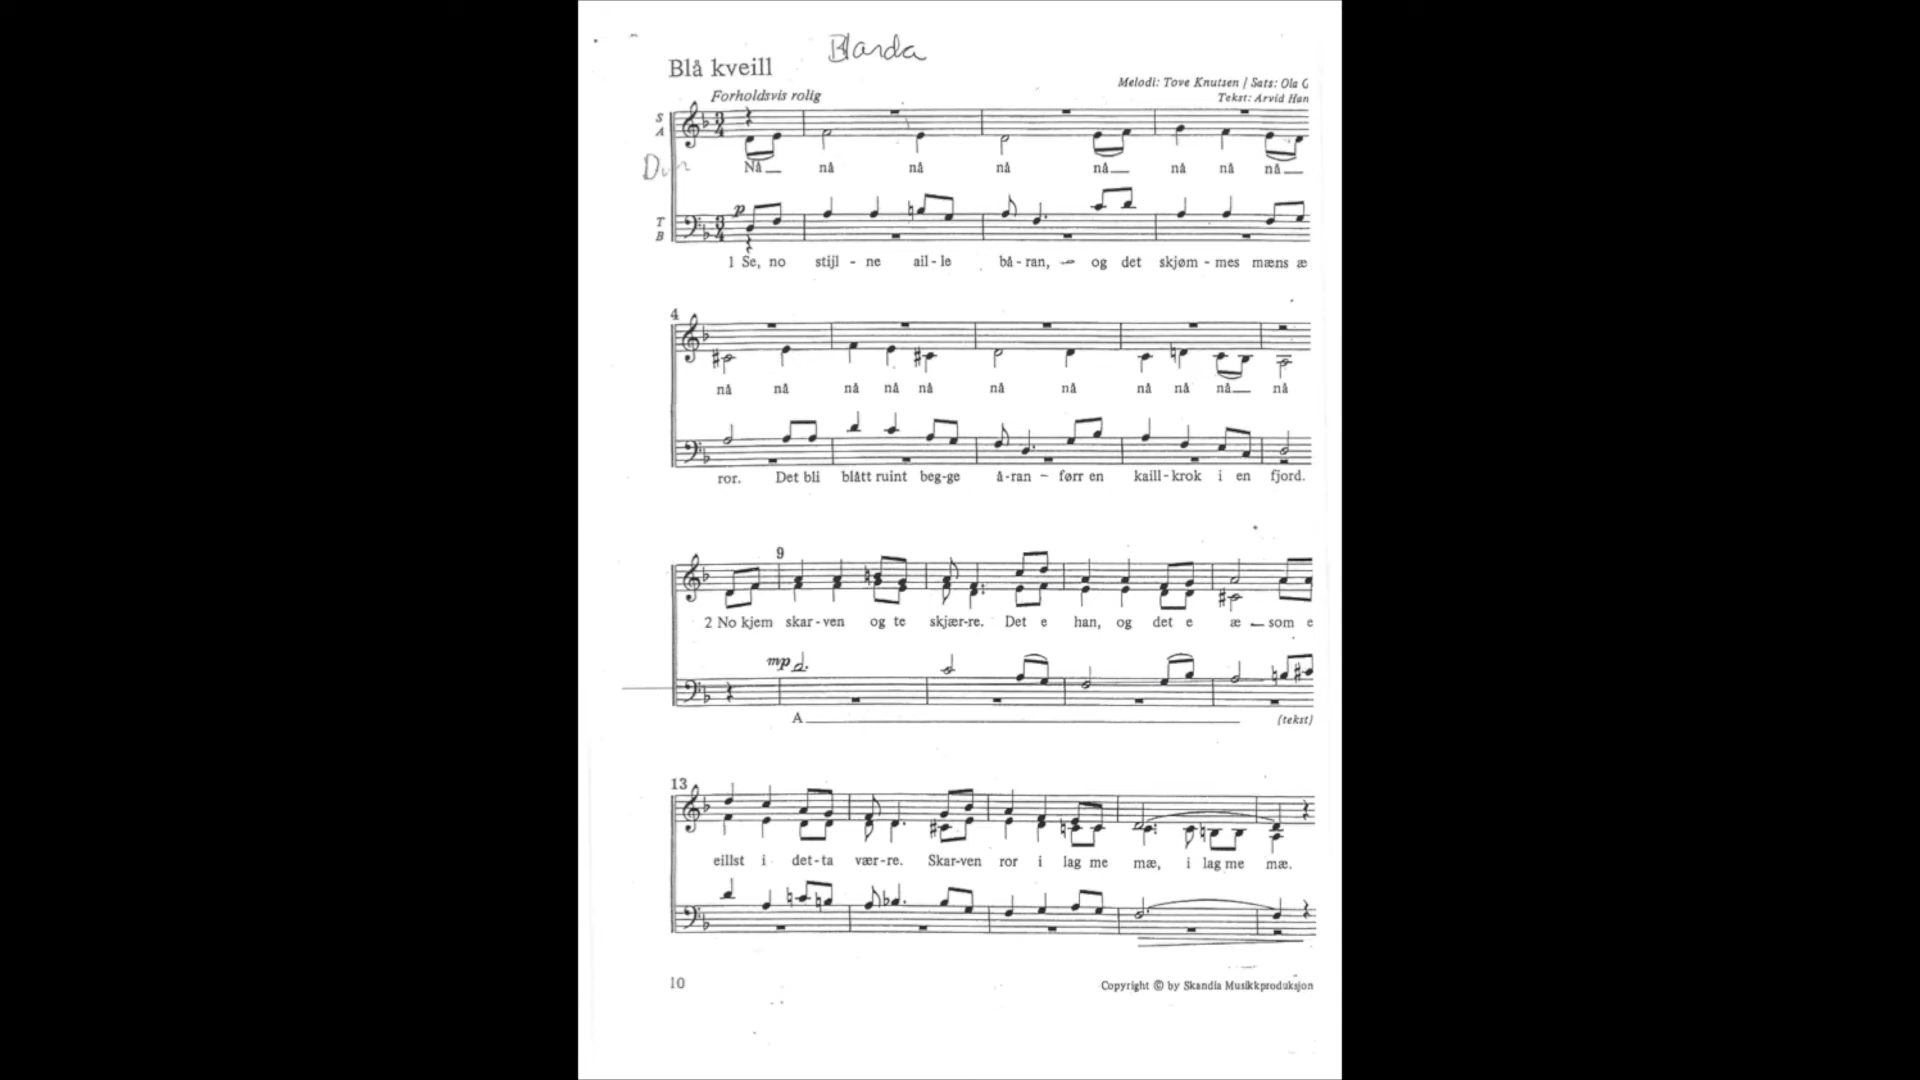 Blanda
Blå kveill
Melodi: Tove Knutsen / Sats: Ola G
Forholdsvis rolig
Tekst: Arvid Han
S
A
Nå nå nå nå nå nå nå nå
p
T
B
1 Se, no stijl - ne ail - le bå - ran, og det skjøm - mes mæns æ
4
nå nå nå nå nå nå nå nå nå nå nå
ror. Det bli blått ruint beg-ge å-ran – førr en kaill-krok i en fjord.
9
2 No kjem skar-ven og te skjær-re. Det e han, og det e æ – som e
mp
A (tekst)
13
eillst i det-ta vær-re. Skar-ven ror i lag me mæ, i lag me mæ.
10
Copyright © by Skandia Musikkproduksjon